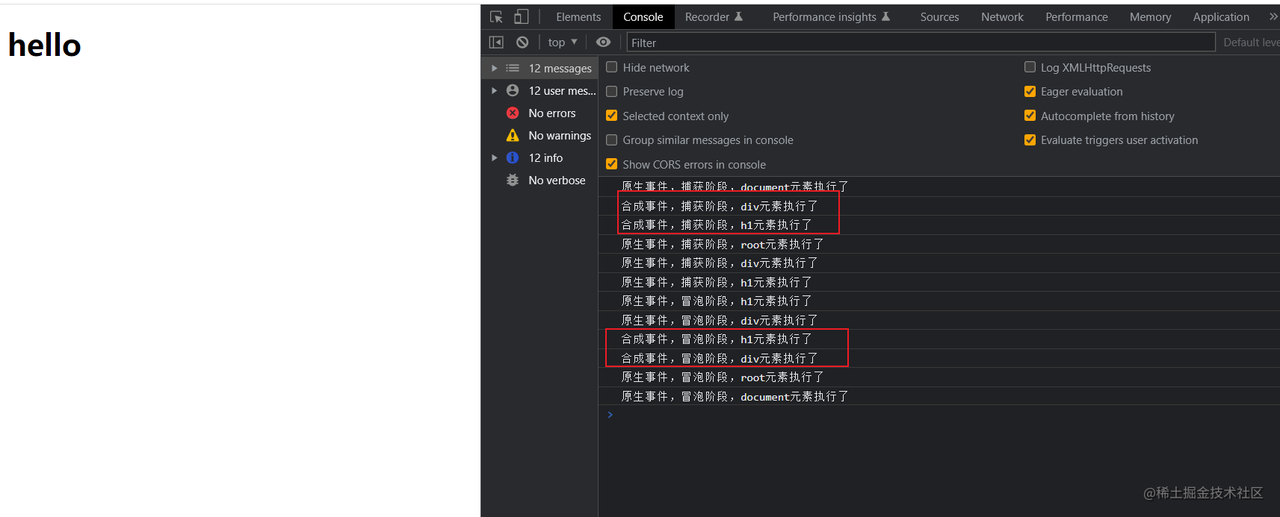 hello
Elements Console Recorder Performance insights Sources Network Performance Memory Application »
top ▼ Filter Default leve
12 messages
12 user mes...
No errors
No warnings
12 info
No verbose
Hide network Log XMLHttpRequests
Preserve log Eager evaluation
Selected context only Autocomplete from history
Group similar messages in console Evaluate triggers user activation
Show CORS errors in console
原生事件，捕获阶段，document元素执行了
合成事件，捕获阶段，div元素执行了
合成事件，捕获阶段，h1元素执行了
原生事件，捕获阶段，root元素执行了
原生事件，捕获阶段，div元素执行了
原生事件，捕获阶段，h1元素执行了
原生事件，冒泡阶段，h1元素执行了
原生事件，冒泡阶段，div元素执行了
合成事件，冒泡阶段，h1元素执行了
合成事件，冒泡阶段，div元素执行了
原生事件，冒泡阶段，root元素执行了
原生事件，冒泡阶段，document元素执行了
@稀土掘金技术社区